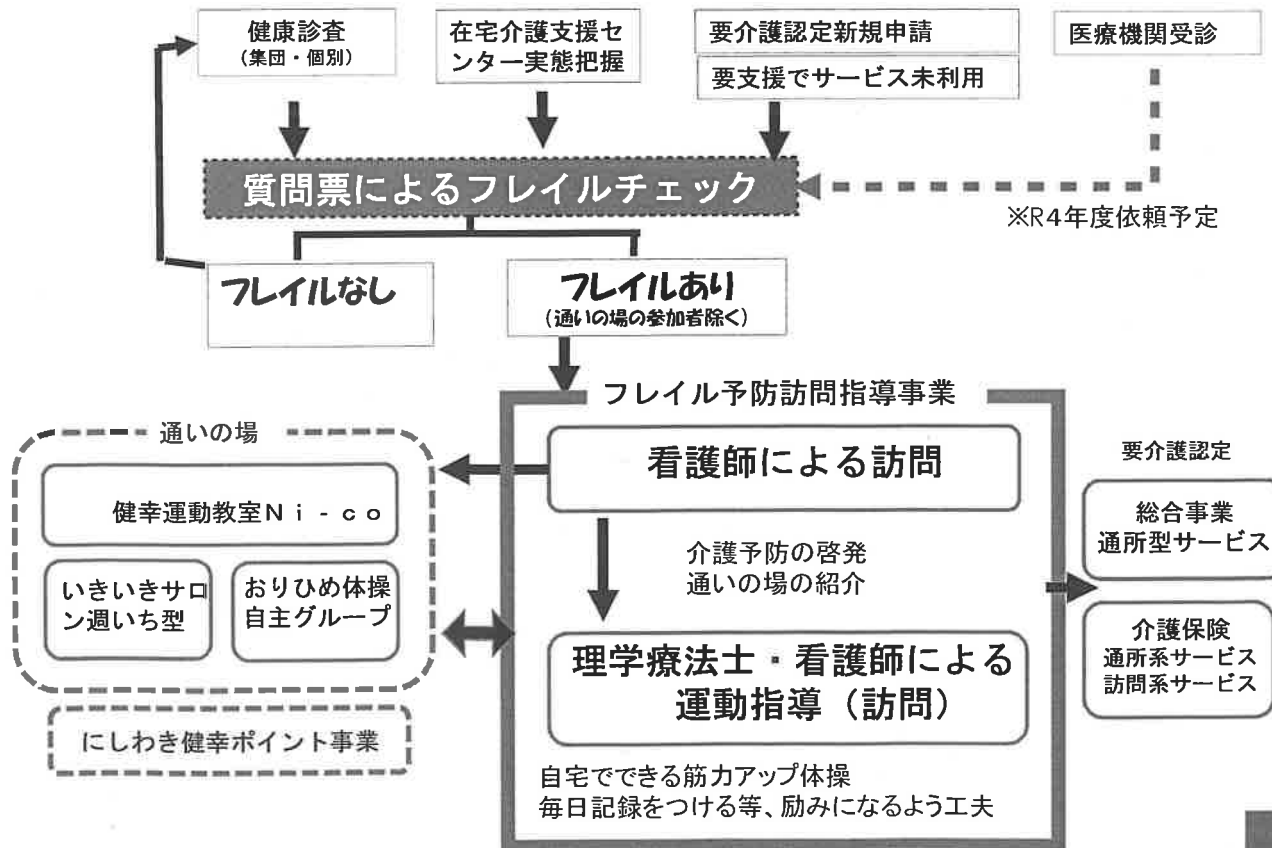 健康診査
(集団・個別)
在宅介護支援セ
ンター実態把握
要介護認定新規申請
要支援でサービス未利用
医療機関受診
質問票によるフレイルチェック
※R4年度依頼予定
フレイルなし
フレイルあり
(通いの場の参加者除く)
フレイル予防訪問指導事業
通いの場
健幸運動教室Ni-co
いきいきサロ
ン週いち型
おりひめ体操
自主グループ
にしわき健幸ポイント事業
看護師による訪問
介護予防の啓発
通いの場の紹介
理学療法士・看護師による
運動指導（訪問）
自宅でできる筋力アップ体操
毎日記録をつける等、励みになるよう工夫
要介護認定
総合事業
通所型サービス
介護保険
通所系サービス
訪問系サービス